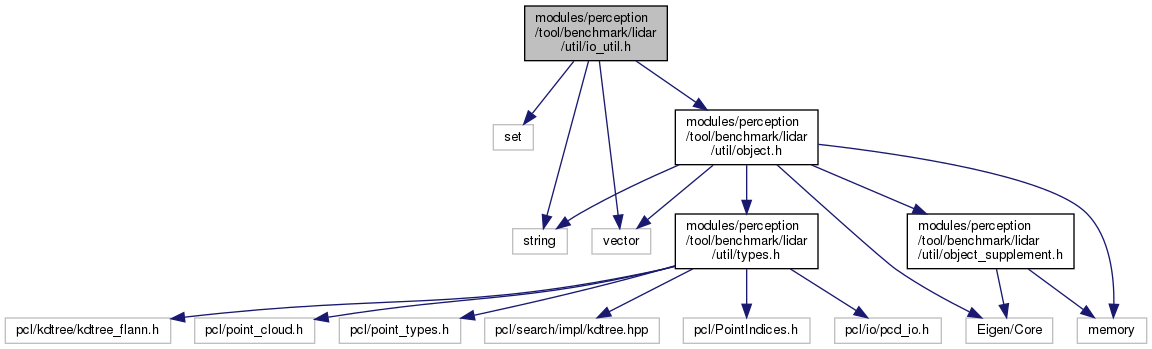 modules/perception
/tool/benchmark/lidar
/util/io_util.h
set
modules/perception
/tool/benchmark/lidar
/util/object.h
string
vector
modules/perception
/tool/benchmark/lidar
/util/types.h
modules/perception
/tool/benchmark/lidar
/util/object_supplement.h
pcl/kdtree/kdtree_flann.h
pcl/point_cloud.h
pcl/point_types.h
pcl/search/impl/kdtree.hpp
pcl/PointIndices.h
pcl/io/pcd_io.h
Eigen/Core
memory